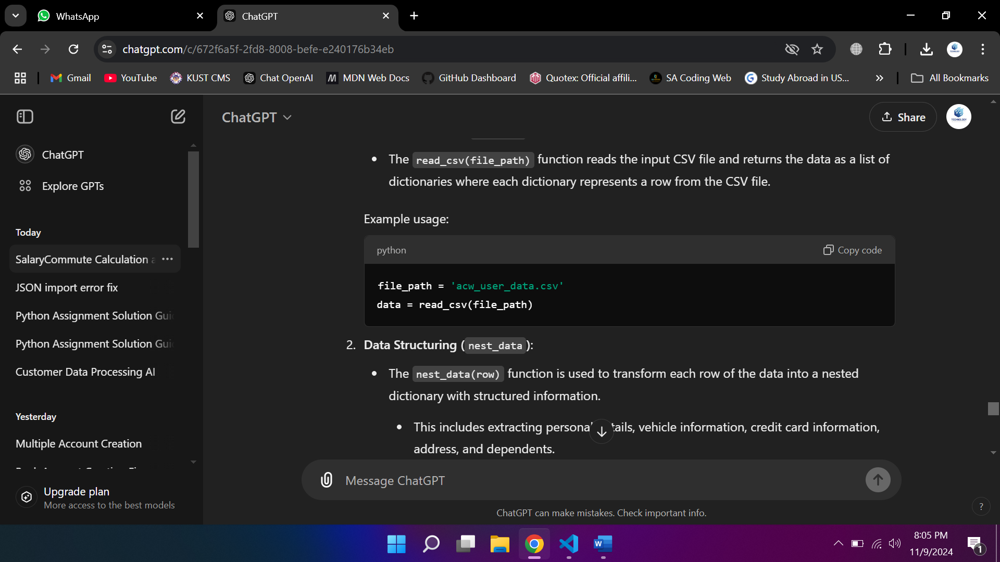 WhatsApp
ChatGPT
chatgpt.com/c/672f6a5f-2fd8-8008-befe-e240176b34eb
Gmail
YouTube
KUST CMS
Chat OpenAI
MDN Web Docs
GitHub Dashboard
Quotex: Official affili...
SA Coding Web
Study Abroad in US...
All Bookmarks
ChatGPT
Share
TECHNOLOGY
ChatGPT
Explore GPTs
Today
SalaryCommute Calculation a
JSON import error fix
Python Assignment Solution Gui
Python Assignment Solution Gui
Customer Data Processing AI
Yesterday
Multiple Account Creation
Upgrade plan
More access to the best models
• The read_csv(file_path) function reads the input CSV file and returns the data as a list of
dictionaries where each dictionary represents a row from the CSV file.
Example usage:
python
Copy code
file_path = 'acw_user_data.csv'
data = read_csv(file_path)
2. Data Structuring (nest_data):
• The nest_data(row) function is used to transform each row of the data into a nested
dictionary with structured information.
• This includes extracting personal tails, vehicle information, credit card information,
address, and dependents.
Message ChatGPT
ChatGPT can make mistakes. Check important info.
?
8:05 PM
11/9/2024
1